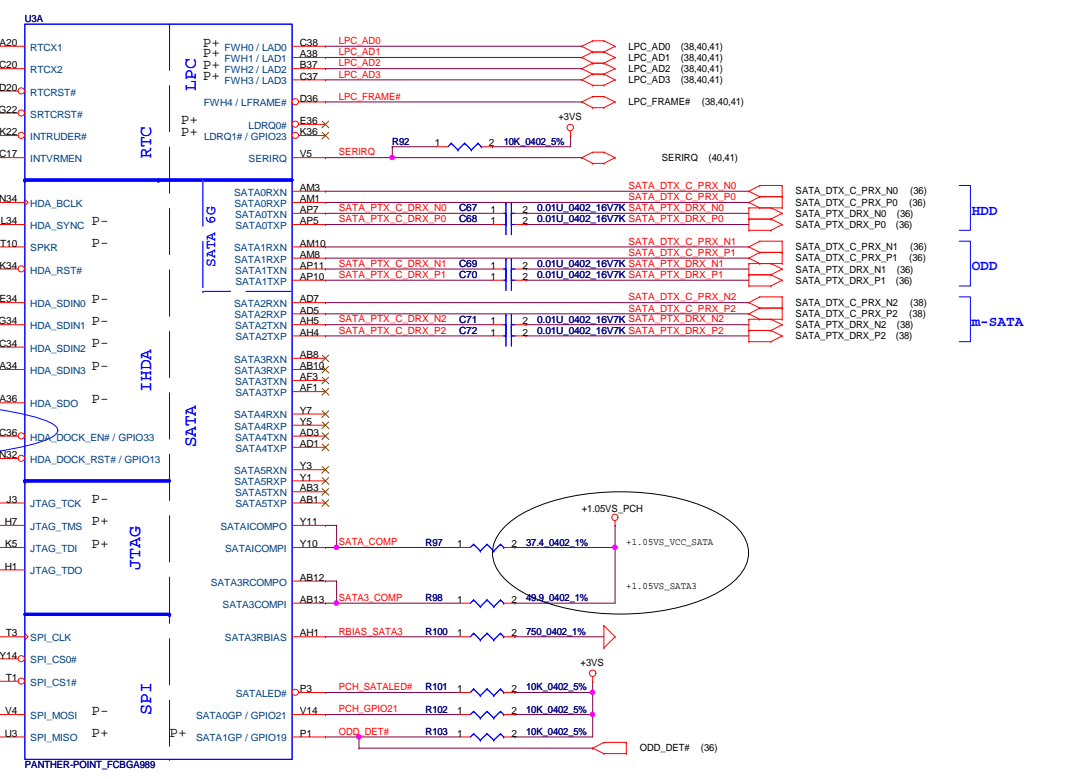 U3A
A20 RTCX1 P+ FWH0 / LAD0 C38 LPC_AD0 LPC_AD0 (38,40,41)
P+ FWH1 / LAD1 A38 LPC_AD1 LPC_AD1 (38,40,41)
C20 RTCX2 P+ FWH2 / LAD2 B37 LPC_AD2 LPC_AD2 (38,40,41)
P+ FWH3 / LAD3 C37 LPC_AD3 LPC_AD3 (38,40,41)
LPC
D20 RTCRST#
FWH4 / LFRAME# D36 LPC_FRAME# LPC_FRAME# (38,40,41)
G22 SRTCRST#
P+ LDRQ0# E36 +3VS
K22 INTRUDER# P+ LDRQ1# / GPIO23 K36
RTC
R92 1 2 10K_0402_5%
C17 INTVRMEN SERIRQ V5 SERIRQ SERIRQ (40,41)
SATA0RXN AM3 SATA_DTX_C_PRX_N0 SATA_DTX_C_PRX_N0 (36)
N34 HDA_BCLK SATA0RXP AM1 SATA_DTX_C_PRX_P0 SATA_DTX_C_PRX_P0 (36)
SATA0TXN AP7 SATA_PTX_C_DRX_N0 C67 1 2 0.01U_0402_16V7K SATA_PTX_DRX_N0 SATA_PTX_DRX_N0 (36)
HDD
L34 HDA_SYNC P- SATA0TXP AP5 SATA_PTX_C_DRX_P0 C68 1 2 0.01U_0402_16V7K SATA_PTX_DRX_P0 SATA_PTX_DRX_P0 (36)
SATA 6G
T10 SPKR P- SATA1RXN AM10 SATA_DTX_C_PRX_N1 SATA_DTX_C_PRX_N1 (36)
SATA1RXP AM8 SATA_DTX_C_PRX_P1 SATA_DTX_C_PRX_P1 (36)
K34 HDA_RST# SATA1TXN AP11 SATA_PTX_C_DRX_N1 C69 1 2 0.01U_0402_16V7K SATA_PTX_DRX_N1 SATA_PTX_DRX_N1 (36)
ODD
SATA1TXP AP10 SATA_PTX_C_DRX_P1 C70 1 2 0.01U_0402_16V7K SATA_PTX_DRX_P1 SATA_PTX_DRX_P1 (36)
E34 HDA_SDIN0 P- SATA2RXN AD7 SATA_DTX_C_PRX_N2 SATA_DTX_C_PRX_N2 (38)
SATA2RXP AD5 SATA_DTX_C_PRX_P2 SATA_DTX_C_PRX_P2 (38)
G34 HDA_SDIN1 P- SATA2TXN AH5 SATA_PTX_C_DRX_N2 C71 1 2 0.01U_0402_16V7K SATA_PTX_DRX_N2 SATA_PTX_DRX_N2 (38)
m-SATA
SATA2TXP AH4 SATA_PTX_C_DRX_P2 C72 1 2 0.01U_0402_16V7K SATA_PTX_DRX_P2 SATA_PTX_DRX_P2 (38)
C34 HDA_SDIN2 P-
SATA3RXN AB8
A34 HDA_SDIN3 P- SATA3RXP AB10
IHDA
SATA3TXN AF3
SATA3TXP AF1
A36 HDA_SDO P-
SATA4RXN Y7
SATA
SATA4RXP Y5
C36 HDA_DOCK_EN# / GPIO33 SATA4TXN AD3
SATA4TXP AD1
N32 HDA_DOCK_RST# / GPIO13
SATA5RXN Y3
SATA5RXP Y1
SATA5TXN AB3
J3 JTAG_TCK P- SATA5TXP AB1
+1.05VS_PCH
H7 JTAG_TMS P+ SATAICOMPO Y11
JTAG
K5 JTAG_TDI P+ SATAICOMPI Y10 SATA_COMP R97 1 2 37.4_0402_1% +1.05VS_VCC_SATA
H1 JTAG_TDO
SATA3RCOMPO AB12 +1.05VS_SATA3
SATA3COMPI AB13 SATA3_COMP R98 1 2 49.9_0402_1%
T3 SPI_CLK SATA3RBIAS AH1 RBIAS_SATA3 R100 1 2 750_0402_1%
Y14 SPI_CS0#
+3VS
T1 SPI_CS1#
SPI
SATALED# P3 PCH_SATALED# R101 1 2 10K_0402_5%
V4 SPI_MOSI P- SATA0GP / GPIO21 V14 PCH_GPIO21 R102 1 2 10K_0402_5%
U3 SPI_MISO P+ P+ SATA1GP / GPIO19 P1 ODD_DET# R103 1 2 10K_0402_5%
ODD_DET# (36)
PANTHER-POINT_FCBGA989